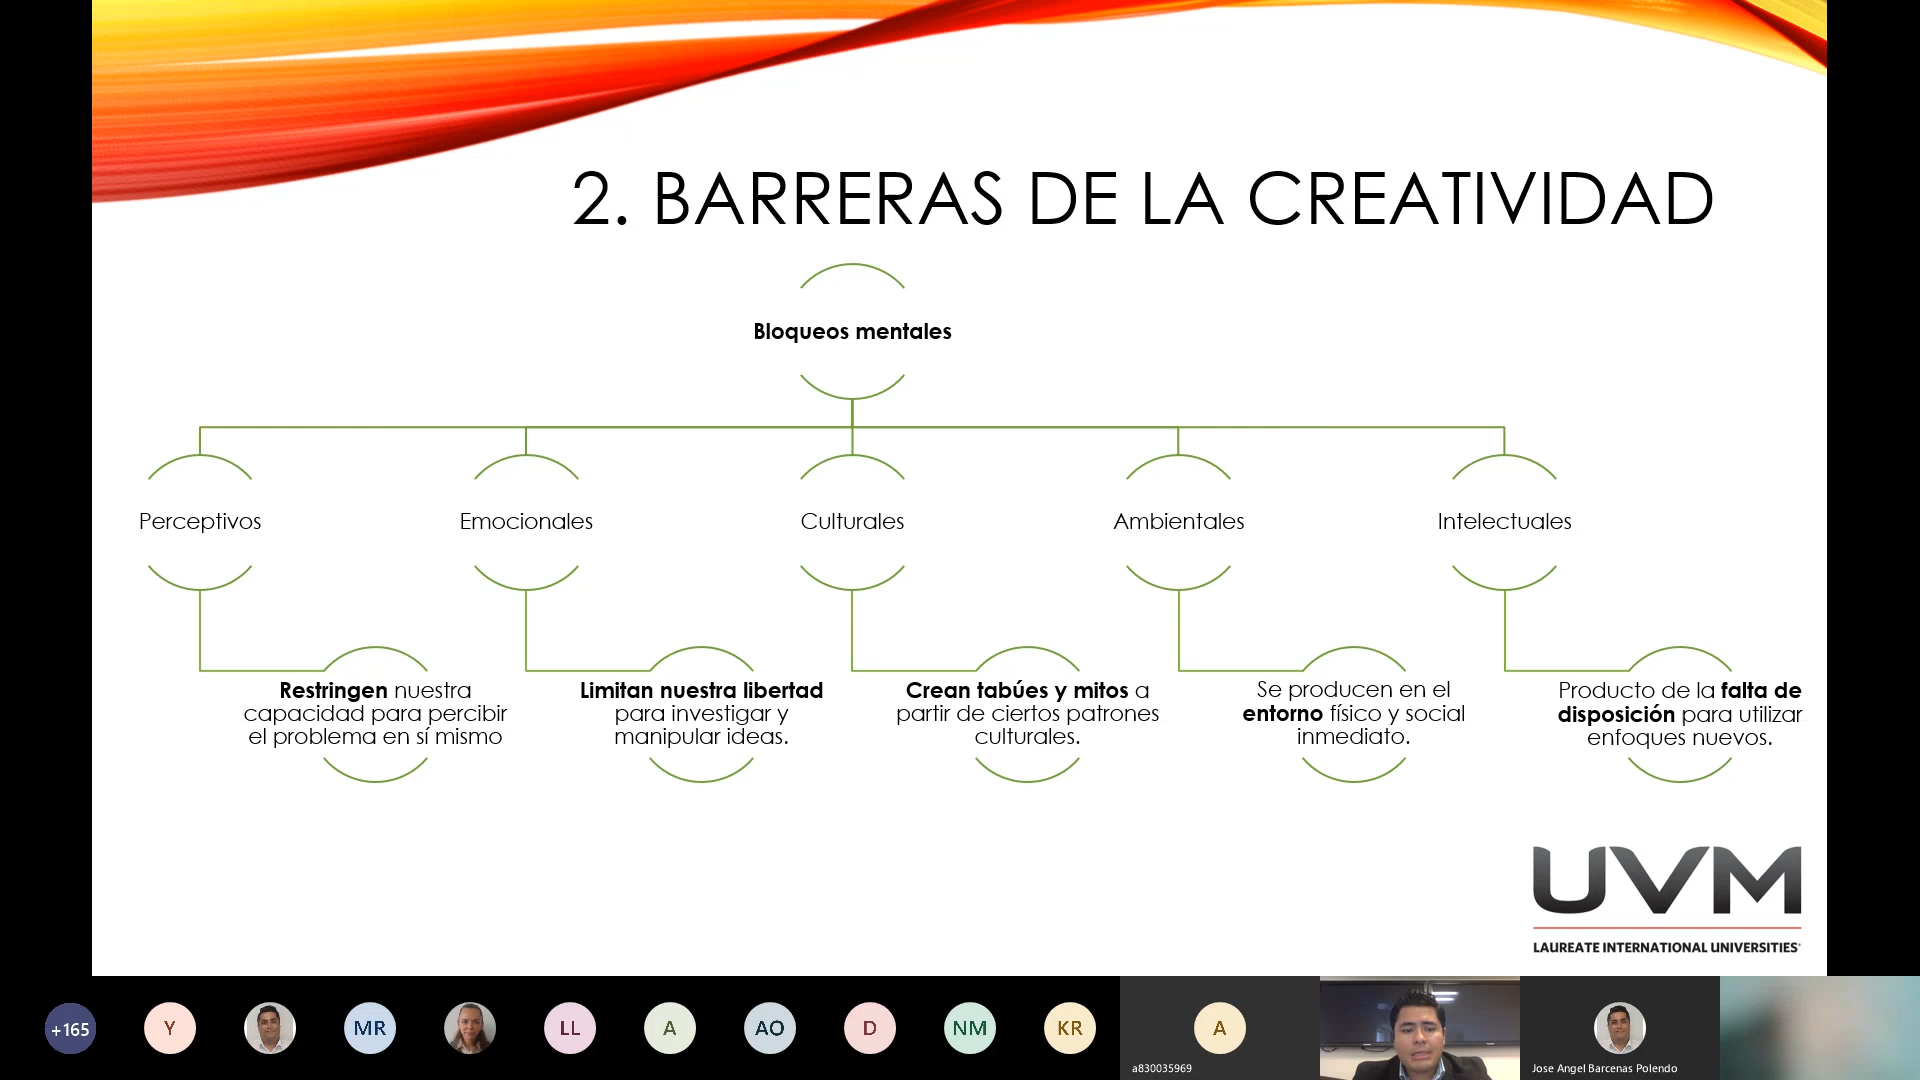 2. BARRERAS DE LA CREATIVIDAD
Bloqueos mentales
Perceptivos
Emocionales
Culturales
Ambientales
Intelectuales
Restringen nuestra
capacidad para percibir
el problema en sí mismo
Limitan nuestra libertad
para investigar y
manipular ideas.
Crean tabúes y mitos a
partir de ciertos patrones
culturales.
Se producen en el
entorno físico y social
inmediato.
Producto de la falta de
disposición para utilizar
enfoques nuevos.
UVM
LAUREATE INTERNATIONAL UNIVERSITIES
+165
Y
MR
LL
A
AO
D
NM
KR
A
a830035969
Jose Angel Barcenas Polendo